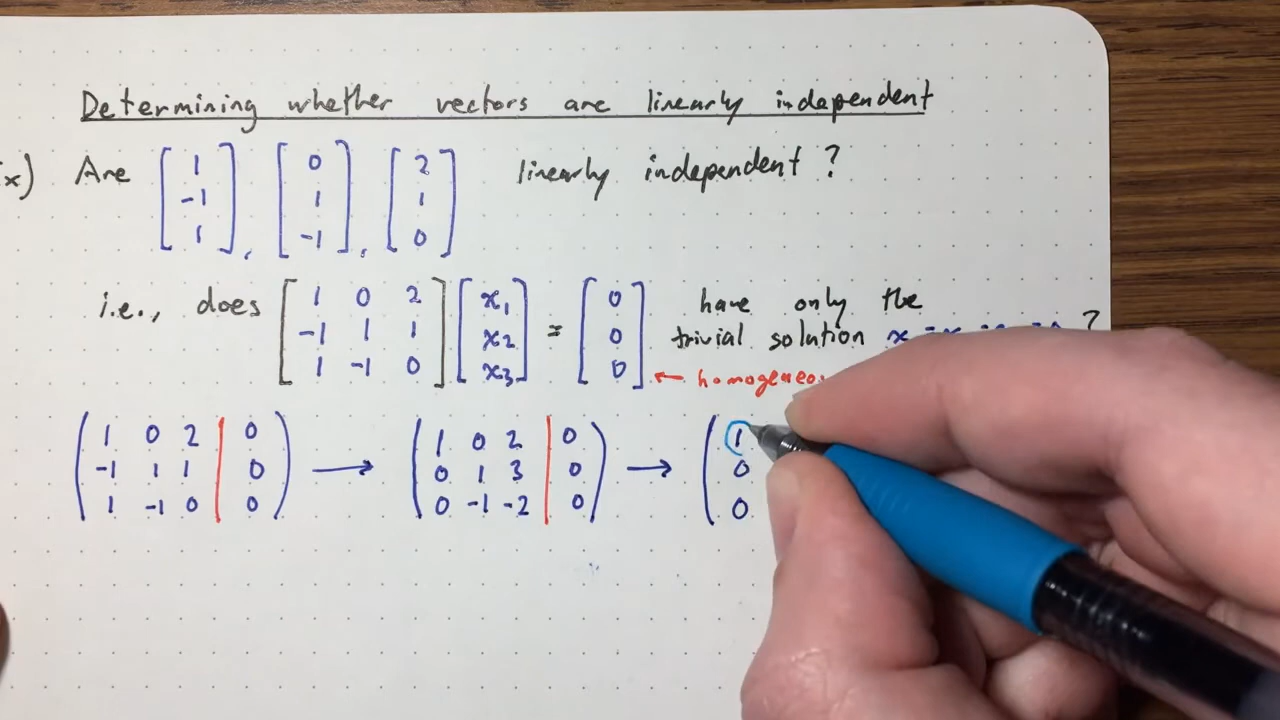 Determining whether vectors are linearly independent
x) Are [1 -1 1], [0 1 -1], [2 1 0] linearly independent?
i.e., does [1 0 2 -1 1 1 1 -1 0] [x1 x2 x3] = [0 0 0] have only the
trivial solution ?
←
(1 0 2 | 0 → (1 0 2 | 0 → (1
-1 1 1 | 0 0 1 3 | 0 0
1 -1 0 | 0) 0 -1 -2 | 0) 0